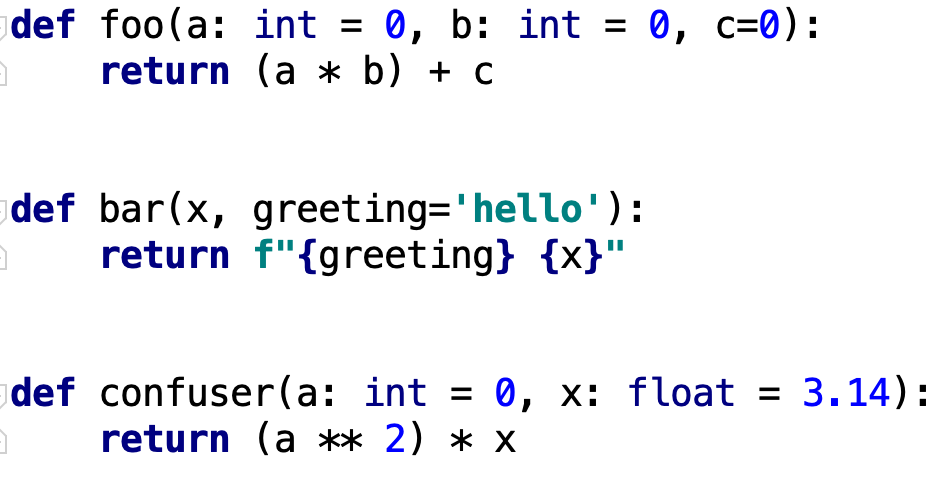 def foo(a: int = 0, b: int = 0, c=0):
    return (a * b) + c
def bar(x, greeting='hello'):
    return f"{greeting} {x}"
def confuser(a: int = 0, x: float = 3.14):
    return (a ** 2) * x